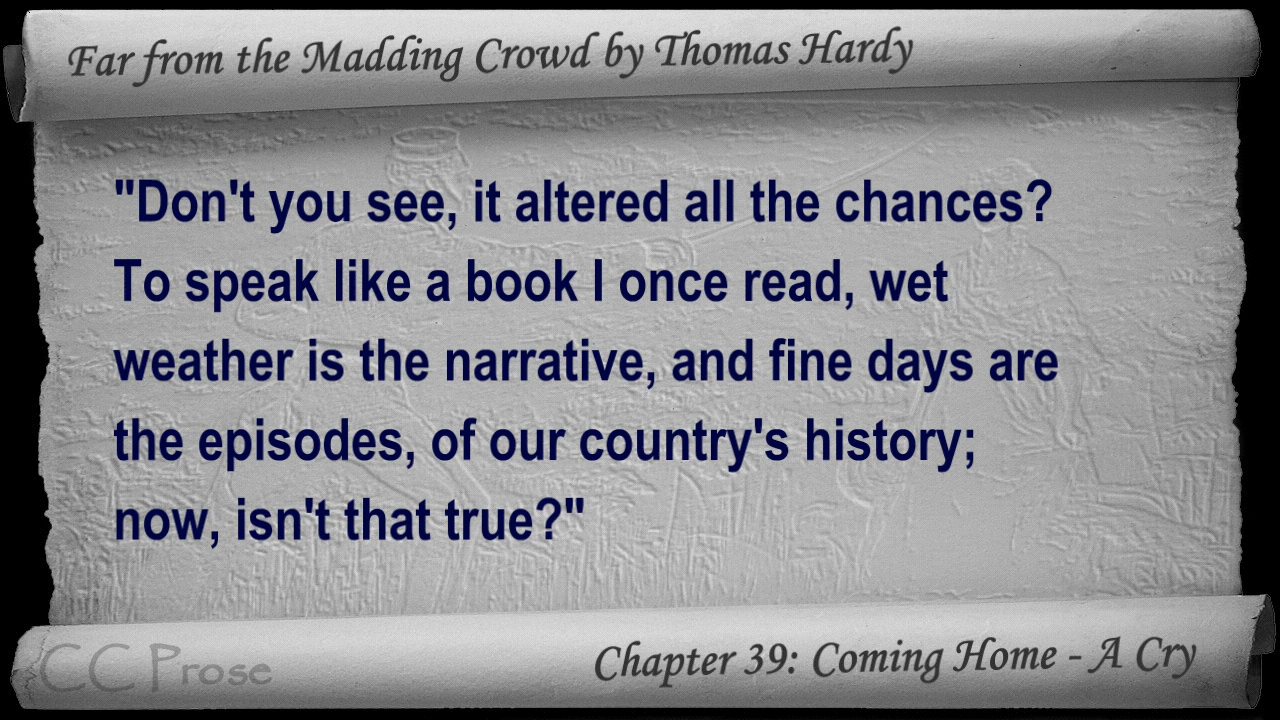 Far from the Madding Crowd by Thomas Hardy
"Don't you see, it altered all the chances?
To speak like a book I once read, wet
weather is the narrative, and fine days are
the episodes, of our country's history;
now, isn't that true?"
CC Prose
Chapter 39: Coming Home - A Cry